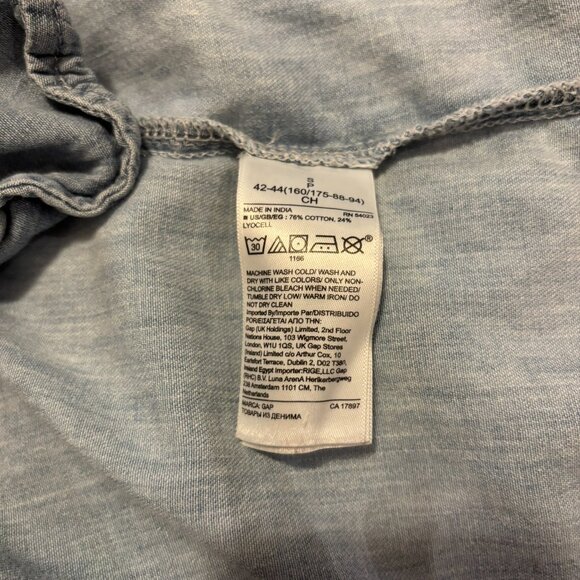 S
P
42-44(160/175-88-94)
CH
MADE IN INDIA RN 54023
US/GB/EG : 76% COTTON, 24%
LYOCELL
30 ®
1166
MACHINE WASH COLD/ WASH AND
DRY WITH LIKE COLORS/ ONLY NON-
CHLORINE BLEACH WHEN NEEDED/
TUMBLE DRY LOW/ WARM IRON/ DO
NOT DRY CLEAN
Imported By/Importe Par/DISTRIBUIDO
POR/ΕΙΣΑΓΕΤΑΙ ΑΠΟ ΤΗΝ:
Gap (UK Holdings) Limited, 2nd Floor
Nations House, 103 Wigmore Street,
London, W1U 1QS, UK Gap Stores
(Ireland) Limited c/o Arthur Cox, 10
Earlsfort Terrace, Dublin 2, D02 T380,
Ireland Egypt Importer:RIGE,LLC Gap
(RHC) B.V. Luna ArenA Herikerbergweg
238 Amsterdam 1101 CM, The
Netherlands
МАРСА: GAP CA 17897
ТОВАРЫ ИЗ ДЕНИМА